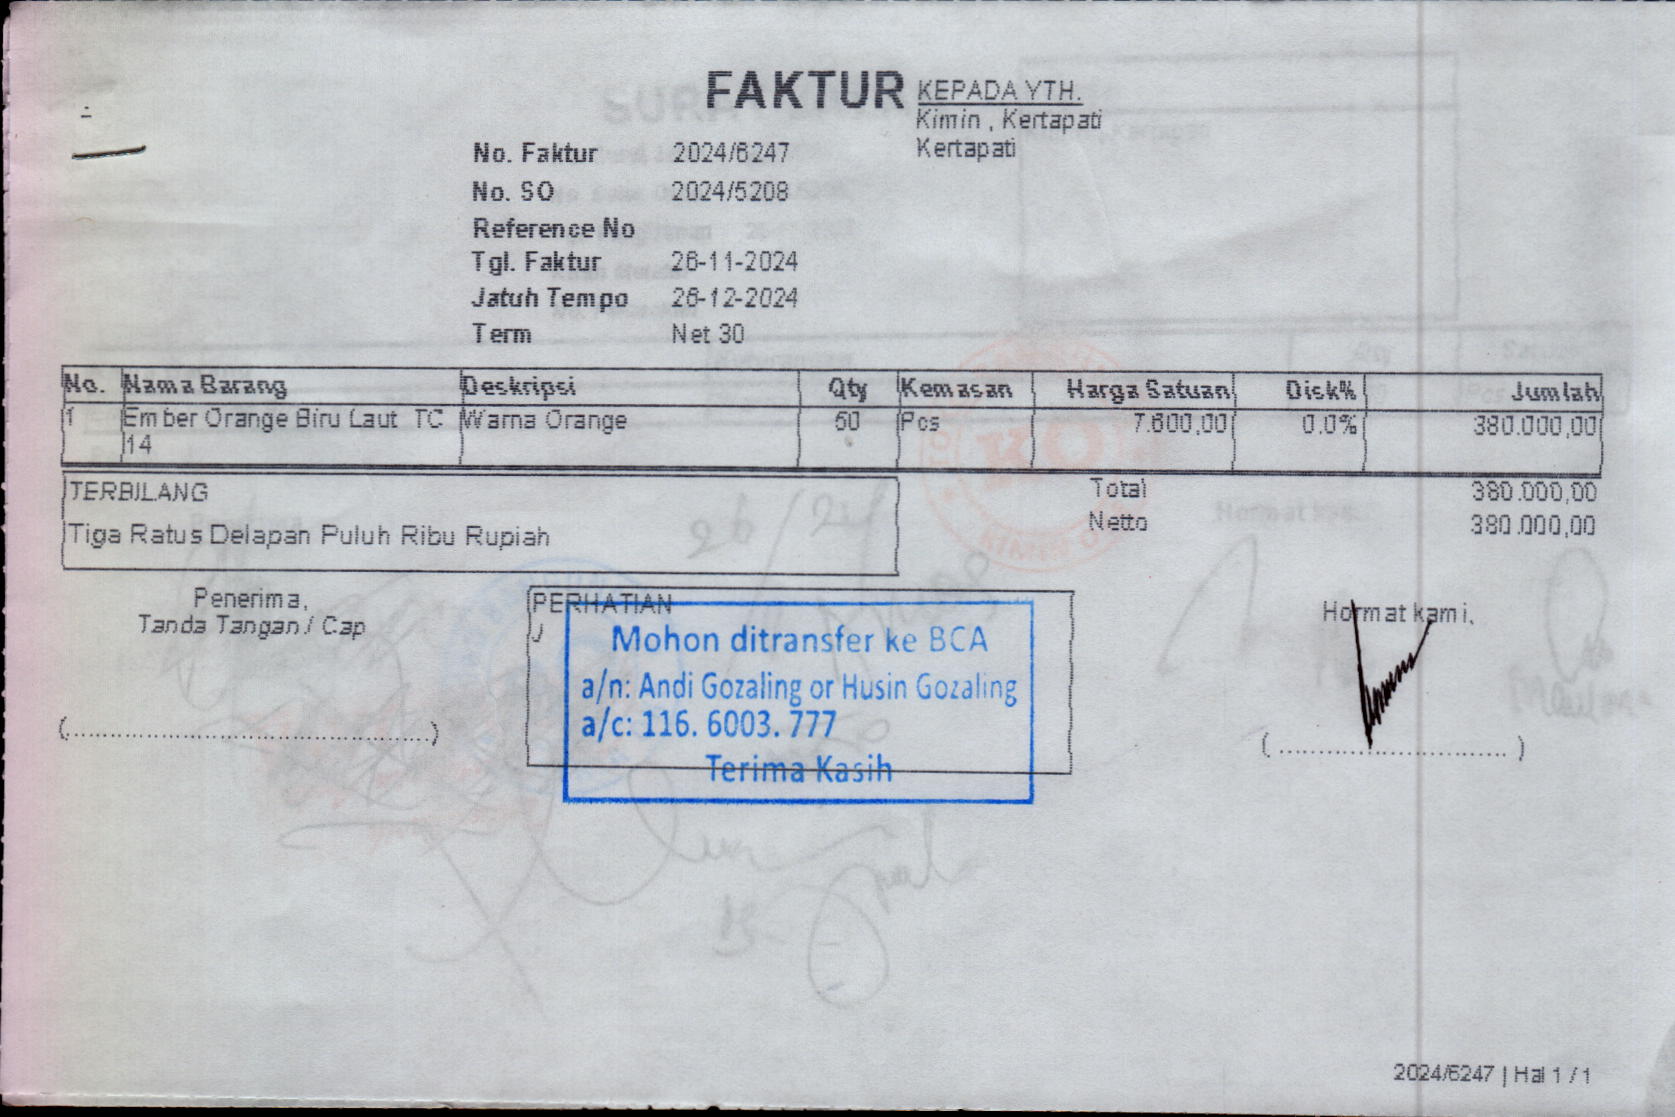 FAKTUR
KEPADA YTH.
Kimin , Kertapati
Kertapati
No. Faktur 2024/6247
No. SO 2024/5208
Reference No
Tgl. Faktur 26-11-2024
Jatuh Tempo 26-12-2024
Term Net 30
No. Nama Barang Deskripsi Qty Kemasan Harga Satuan Disk% Jumlah
1 Ember Orange Biru Laut TC Warna Orange 50 Pcs 7.600,00 0.0% 380.000,00
14
TERBILANG
Tiga Ratus Delapan Puluh Ribu Rupiah
Total 380.000,00
Netto 380.000,00
Penerima,
Tanda Tangan / Cap
(......................................................)
PERHATIAN
Mohon ditransfer ke BCA
a/n: Andi Gozaling or Husin Gozaling
a/c: 116. 6003. 777
Terima Kasih
Hormat kami,
( .................................. )
2024/6247 | Hal 1 / 1